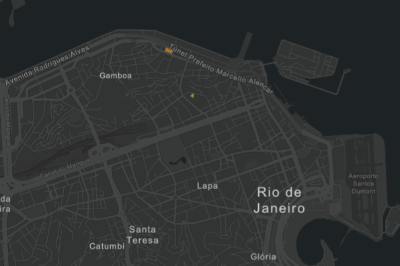 Avenida Rodrigues Alves
Túnel Prefeito Marcello Alencar
Gamboa
Lapa
Rio de
Janeiro
Aeroporto
Santos
Dumont
Santa
Teresa
Catumbi
Glória